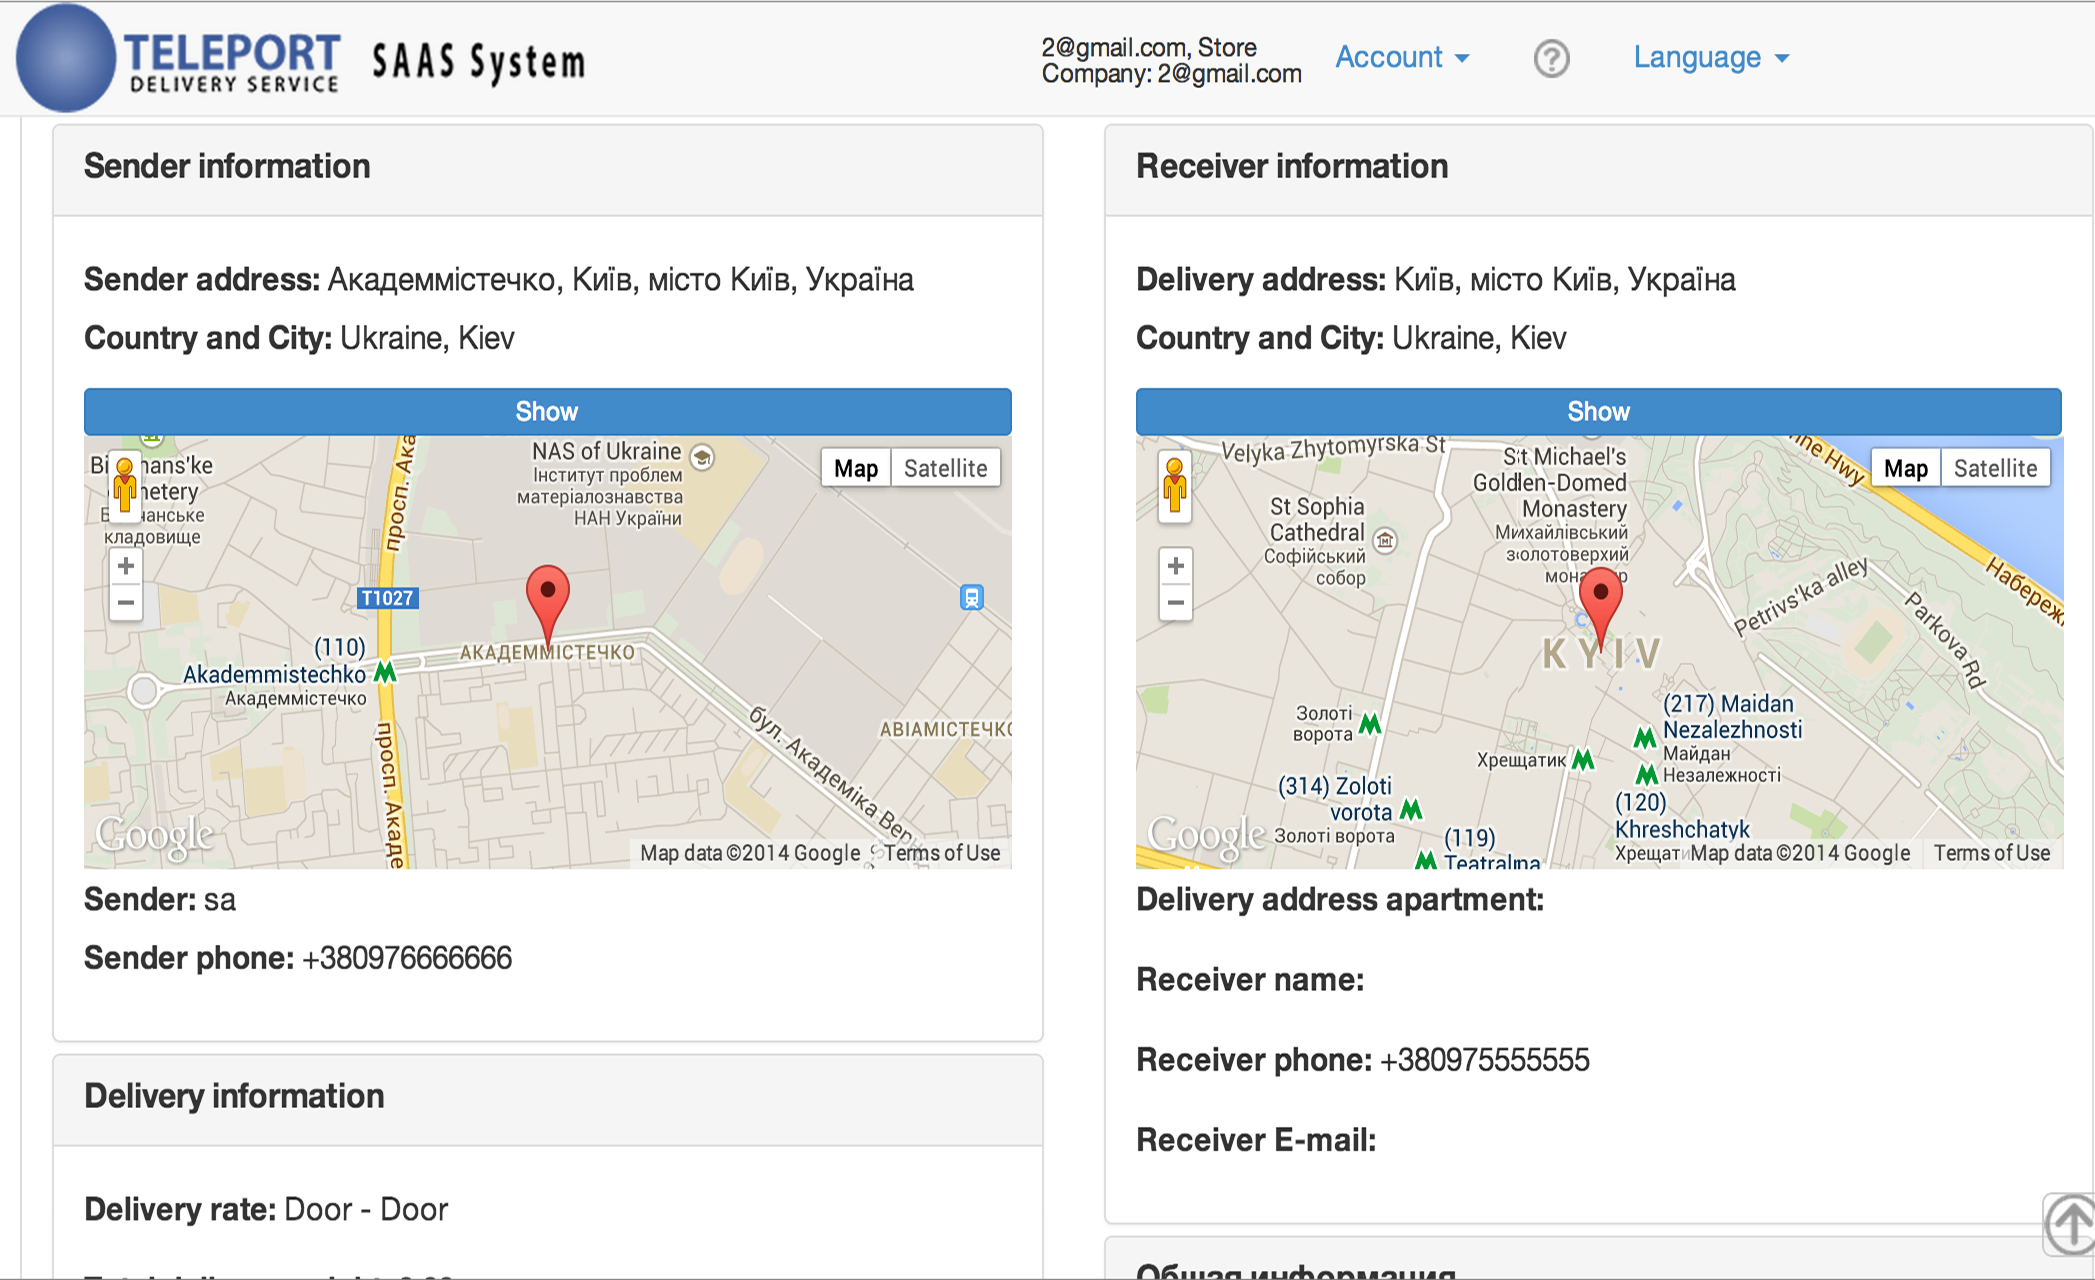 TELEPORT
DELIVERY SERVICE
SAAS System
2@gmail.com, Store
Company: 2@gmail.com
Account
?
Language
Sender information
Sender address: Академмістечко, Київ, місто Київ, Україна
Country and City: Ukraine, Kiev
Show
NAS of Ukraine
Інститут проблем
матеріалознавства
НАН України
Map
Satellite
просп. Ака
кладовище
T1027
(110)
Akademmistechko
Академмістечко
АКАДЕММІСТЕЧКО
просп. Акаде
бул. Академіка Верн
АВІАМІСТЕЧКО
Google
Map data ©2014 Google
Terms of Use
Sender: sa
Sender phone: +380976666666
Delivery information
Delivery rate: Door - Door
Receiver information
Delivery address: Київ, місто Київ, Україна
Country and City: Ukraine, Kiev
Show
Velyka Zhytomyrska St
St Michael's
Golden-Domed
Monastery
Михайлівський
золотоверхий
St Sophia
Cathedral
Софійський
собор
Map
Satellite
Petrivs'ka alley
Parkova Rd
KYIV
Золоті
ворота
Хрещатик
(217) Maidan
Nezalezhnosti
Майдан
Незалежності
(314) Zoloti
vorota
Золоті ворота
(120)
Khreshchatyk
(119)
Teatralna
Google
Map data ©2014 Google
Terms of Use
Delivery address apartment:
Receiver name:
Receiver phone: +380975555555
Receiver E-mail:
Общая информация